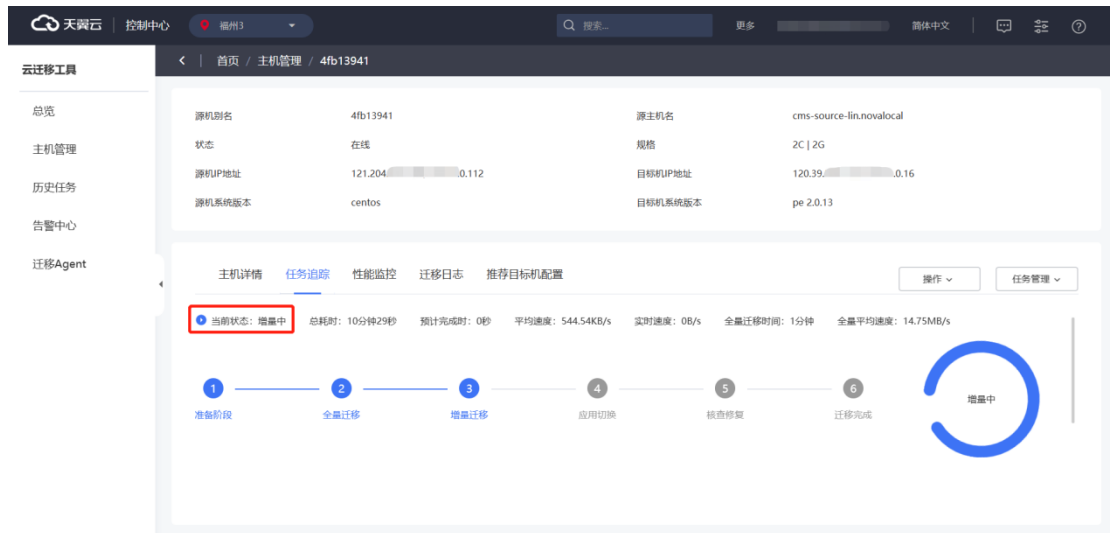 天翼云 控制中心 福州3 搜索... 更多 简体中文
云迁移工具
首页 / 主机管理 / 4fb13941
总览
主机管理
历史任务
告警中心
迁移Agent
源机别名 4fb13941 源主机名 cms-source-lin.novalocal
状态 在线 规格 2C | 2G
源机IP地址 121.204. .0.112 目标机IP地址 120.39. .0.16
源机系统版本 centos 目标机系统版本 pe 2.0.13
主机详情 任务追踪 性能监控 迁移日志 推荐目标机配置 操作 任务管理
当前状态：增量中 总耗时：10分钟29秒 预计完成时：0秒 平均速度：544.54KB/s 实时速度：0B/s 全量迁移时间：1分钟 全量平均速度：14.75MB/s
1 2 3 4 5 6
准备阶段 全量迁移 增量迁移 应用切换 核查修复 迁移完成
增量中